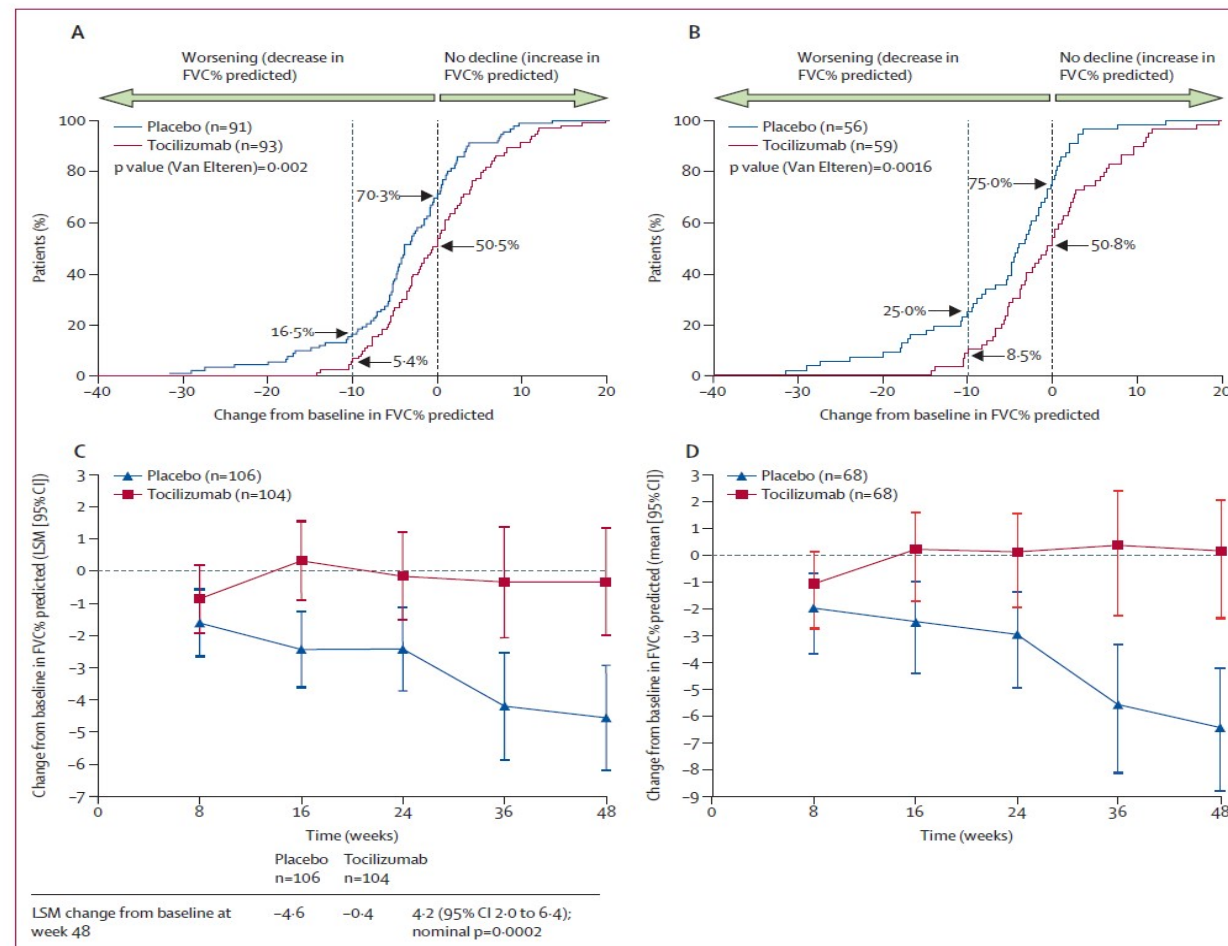 A
Worsening (decrease in
FVC% predicted)
No decline (increase in
FVC% predicted)
Placebo (n=91)
Tocilizumab (n=93)
p value (Van Elteren)=0·002
70·3%
50·5%
16·5%
5·4%
100
80
60
40
20
0
Patients (%)
−40
−30
−20
−10
0
10
20
Change from baseline in FVC% predicted
B
Worsening (decrease in
FVC% predicted)
No decline (increase in
FVC% predicted)
Placebo (n=56)
Tocilizumab (n=59)
p value (Van Elteren)=0·0016
75·0%
50·8%
25·0%
8·5%
100
80
60
40
20
0
Patients (%)
−40
−30
−20
−10
0
10
20
Change from baseline in FVC% predicted
C
Placebo (n=106)
Tocilizumab (n=104)
3
2
1
0
−1
−2
−3
−4
−5
−6
−7
Change from baseline in FVC% predicted (LSM [95% CI])
0
8
16
24
36
48
Time (weeks)
Placebo
n=106
Tocilizumab
n=104
LSM change from baseline at
week 48
−4·6
−0·4
4·2 (95% CI 2·0 to 6·4);
nominal p=0·0002
D
Placebo (n=68)
Tocilizumab (n=68)
3
2
1
0
−1
−2
−3
−4
−5
−6
−7
−8
−9
Change from baseline in FVC% predicted (mean [95% CI])
0
8
16
24
36
48
Time (weeks)